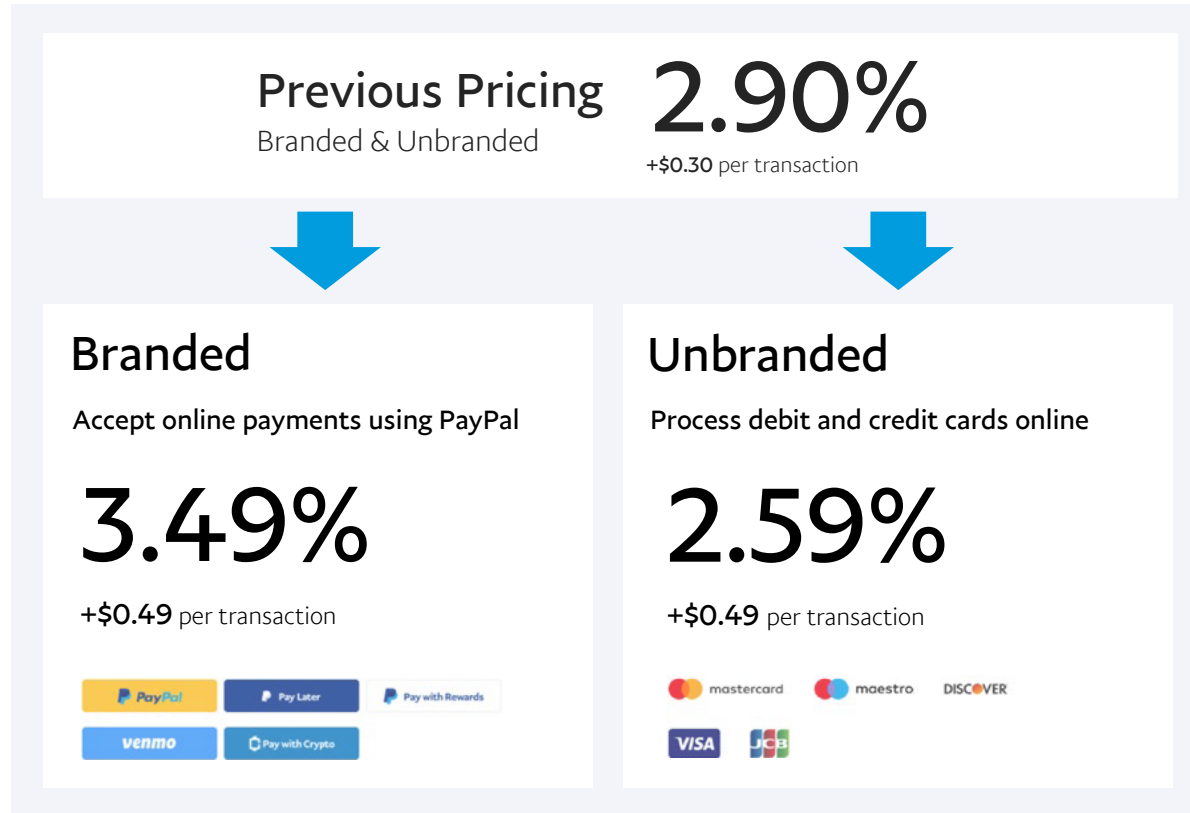 Previous Pricing
Branded & Unbranded
2.90%
+$0.30 per transaction
Branded
Accept online payments using PayPal
3.49%
+$0.49 per transaction
PayPal
Pay Later
Pay with Rewards
venmo
Pay with Crypto
Unbranded
Process debit and credit cards online
2.59%
+$0.49 per transaction
mastercard
maestro
DISCOVER
VISA
JCB